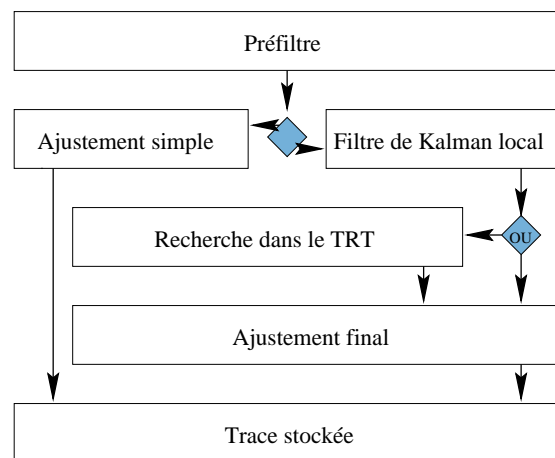 Préfiltre
Ajustement simple
Filtre de Kalman local
Recherche dans le TRT
OU
Ajustement final
Trace stockée